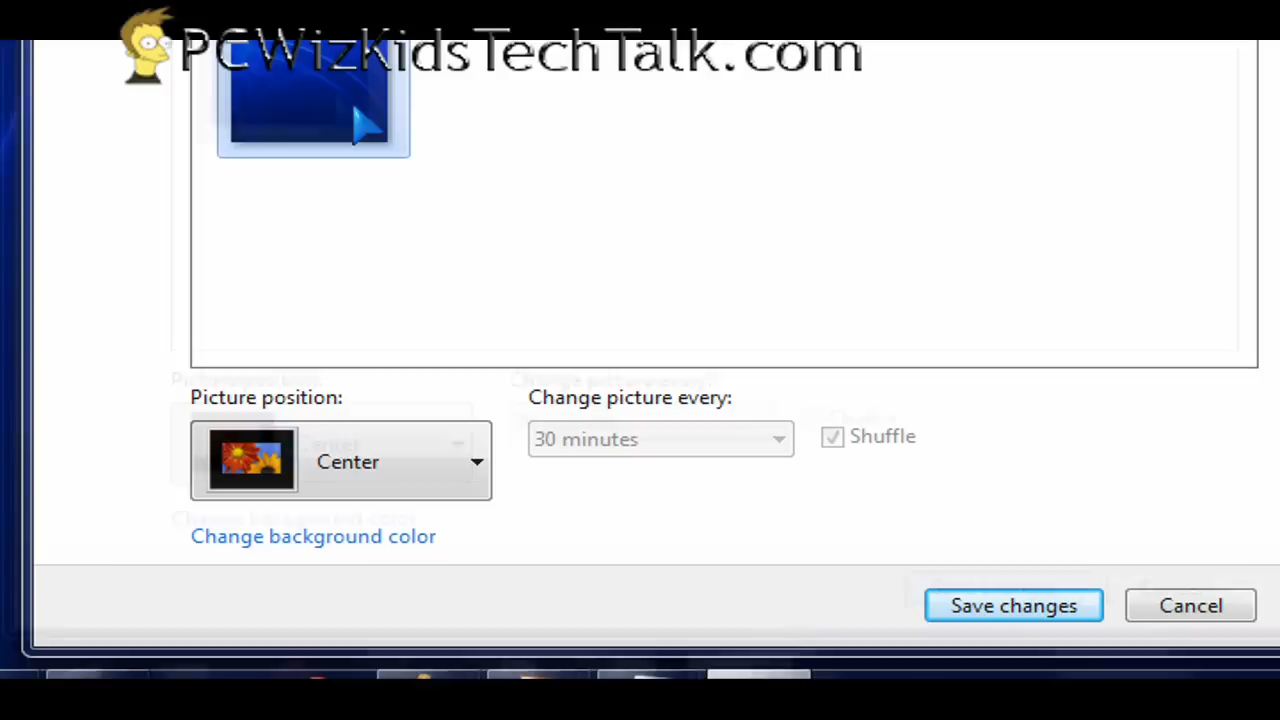 PCWizKidsTechTalk.com
Picture position:
Change picture every:
Center
30 minutes
Shuffle
Change background color
Save changes
Cancel